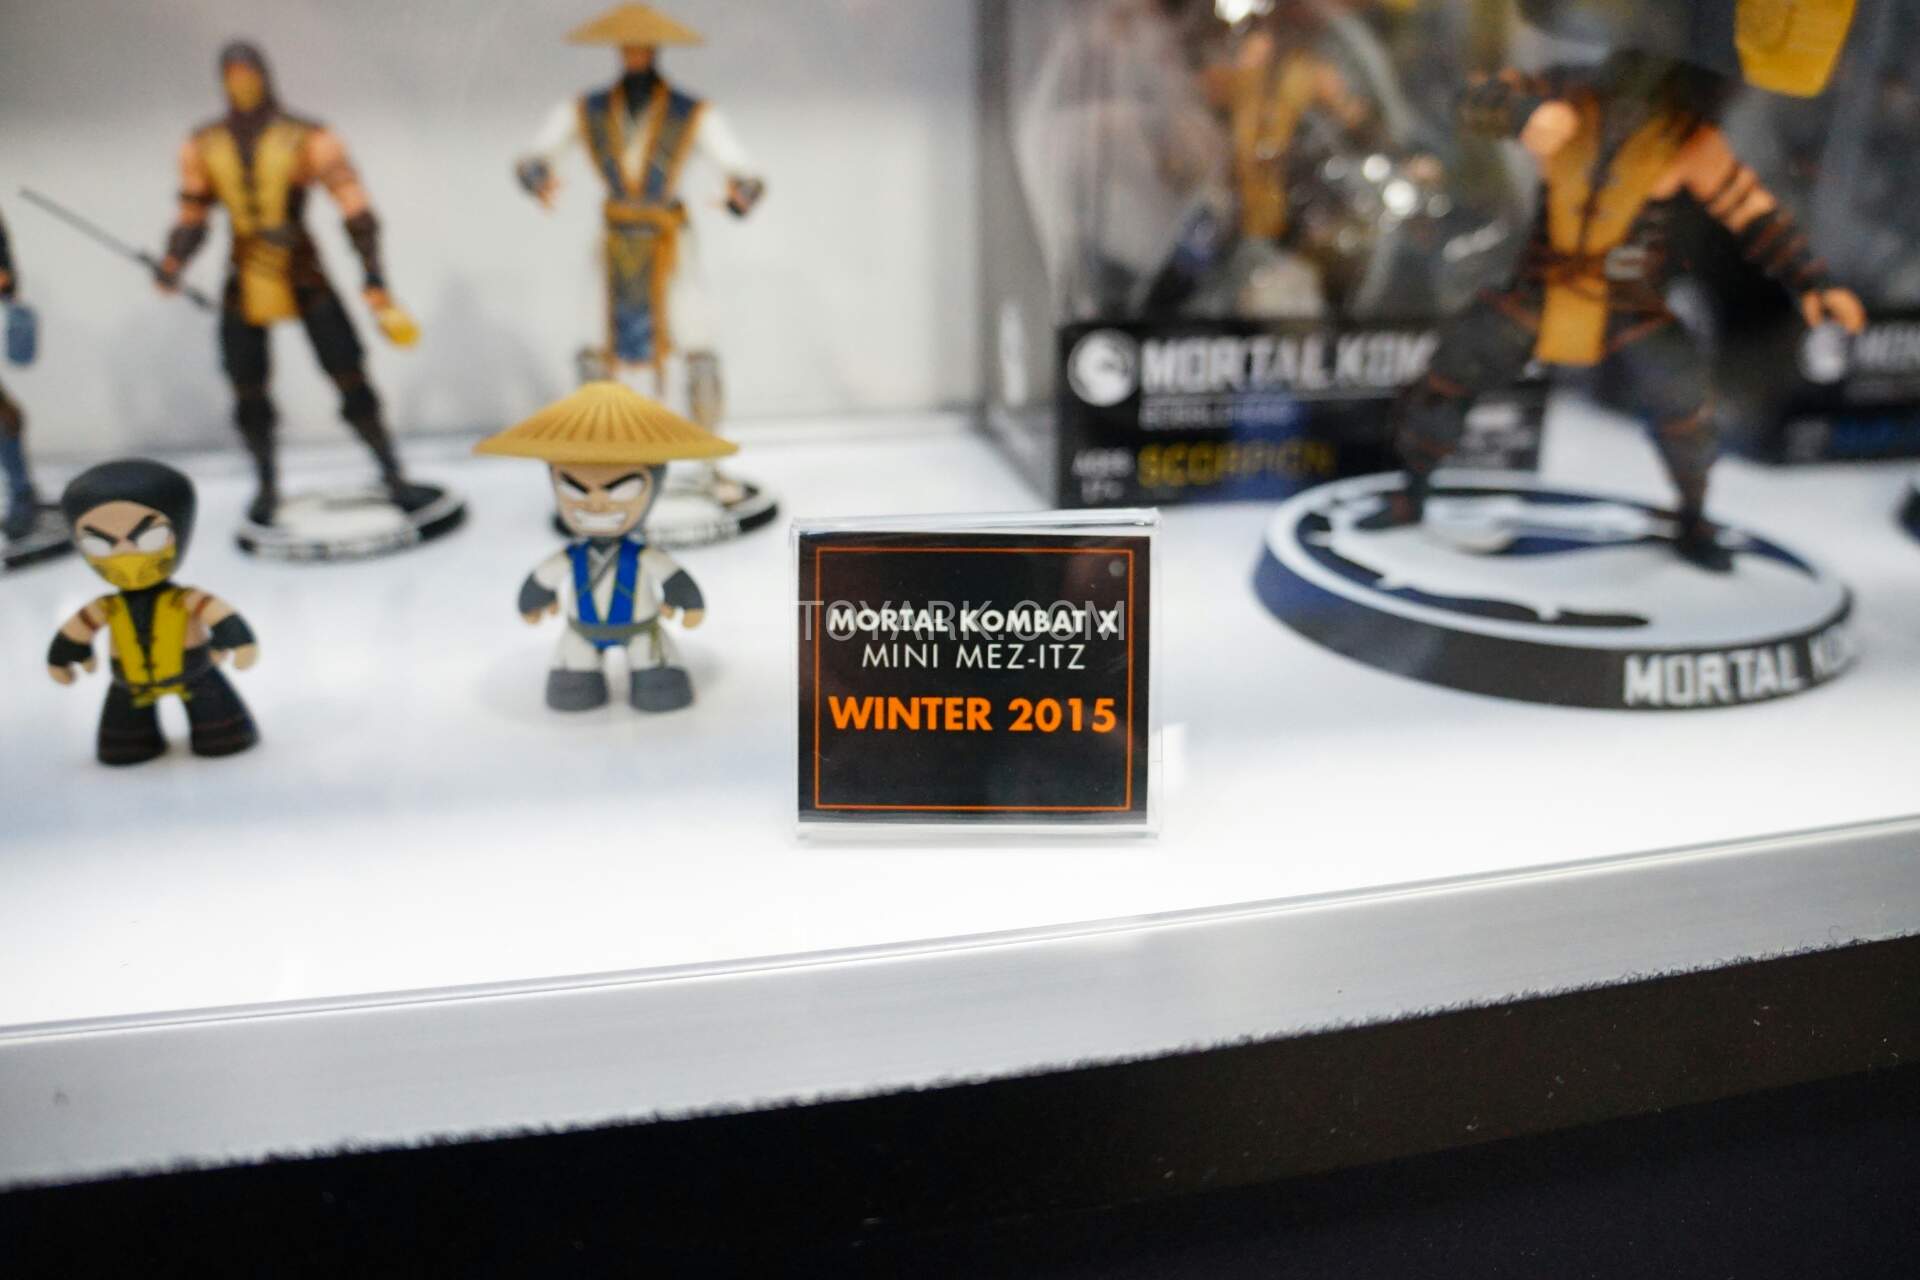 MORTAL KOM
SCORPION
TOYARK.COM
MORTAL KOMBAT X
MINI MEZ-ITZ
WINTER 2015
MORTAL